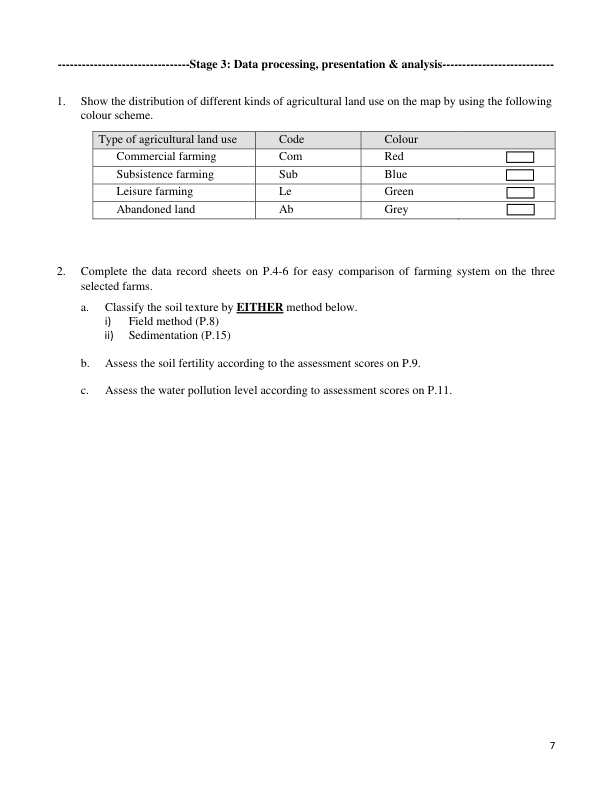 ---------------------------------Stage 3: Data processing, presentation & analysis----------------------------
1. Show the distribution of different kinds of agricultural land use on the map by using the following
colour scheme.
Type of agricultural land use Code Colour
Commercial farming Com Red
Subsistence farming Sub Blue
Leisure farming Le Green
Abandoned land Ab Grey
2. Complete the data record sheets on P.4-6 for easy comparison of farming system on the three
selected farms.
a. Classify the soil texture by EITHER method below.
i) Field method (P.8)
ii) Sedimentation (P.15)
b. Assess the soil fertility according to the assessment scores on P.9.
c. Assess the water pollution level according to assessment scores on P.11.
7